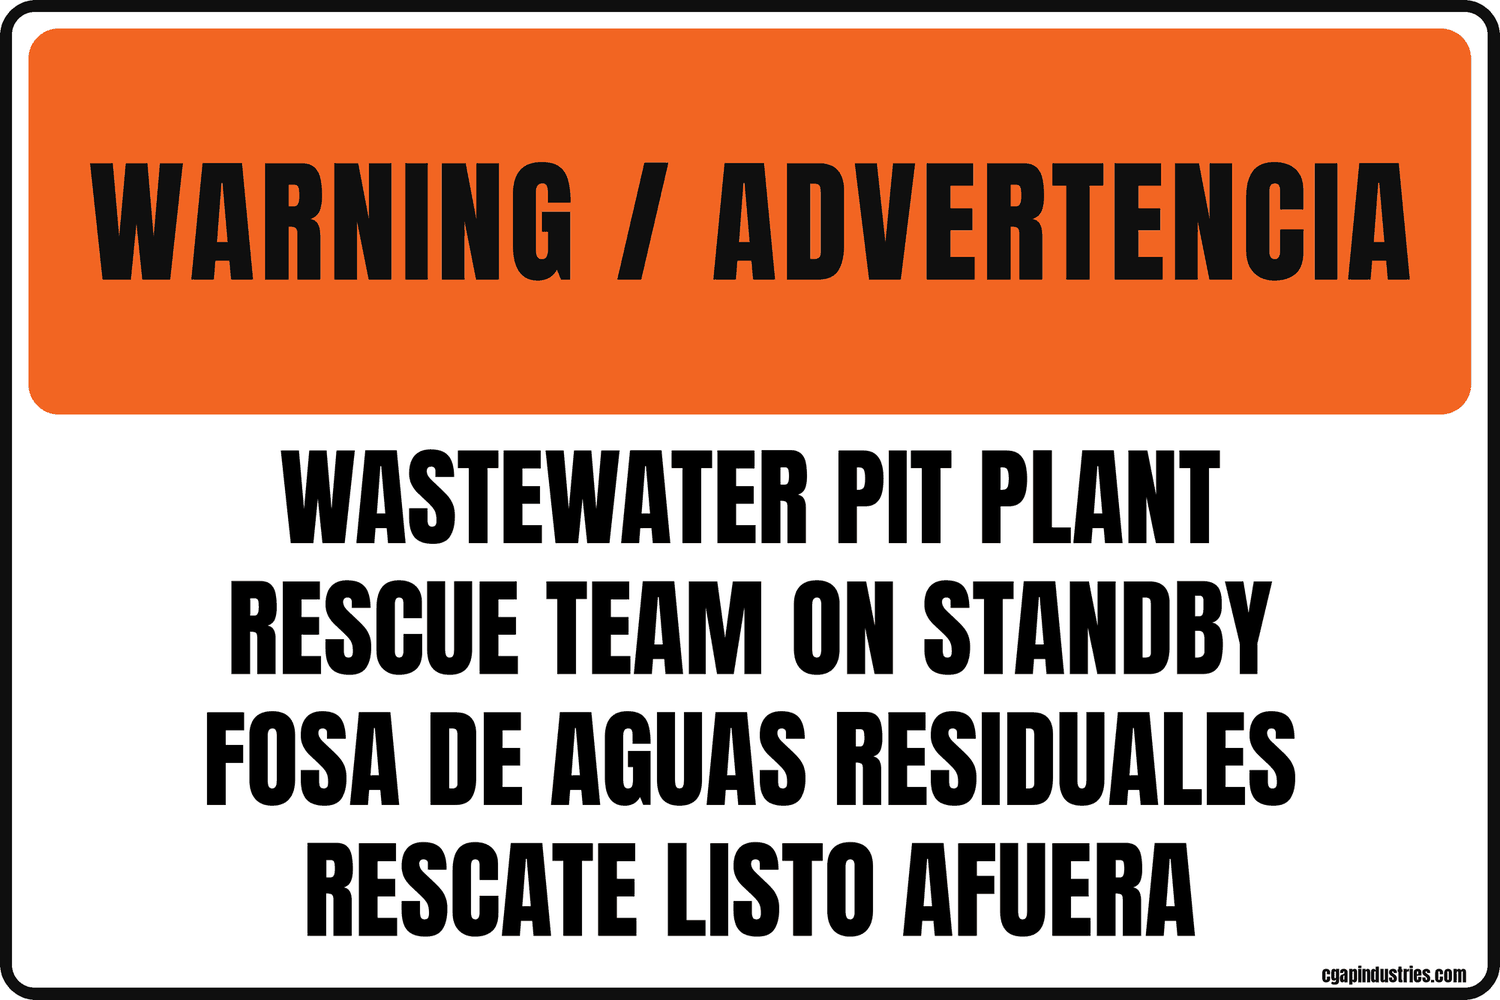 WARNING / ADVERTENCIA
WASTEWATER PIT PLANT
RESCUE TEAM ON STANDBY
FOSA DE AGUAS RESIDUALES
RESCATE LISTO AFUERA
cgapindustries.com